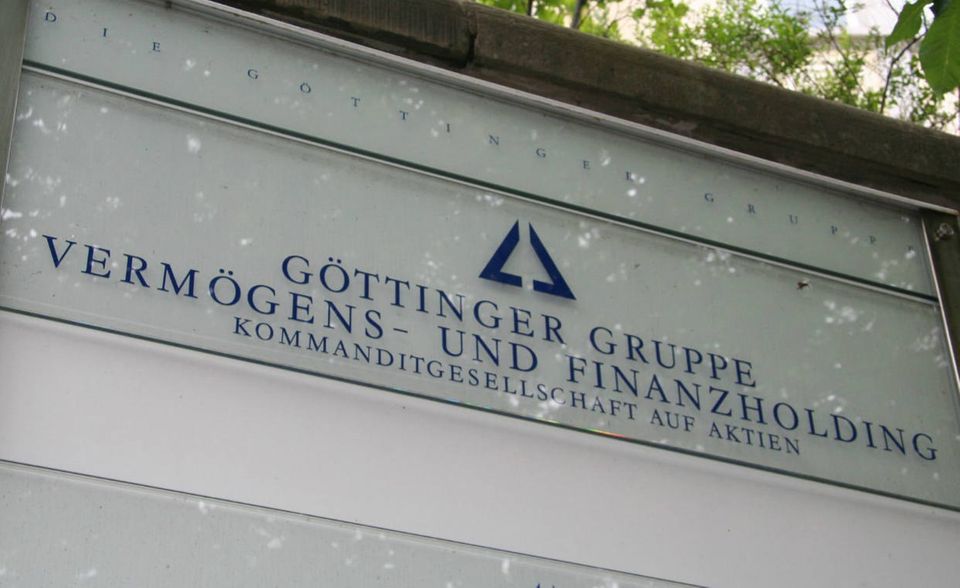 DIE GÖTTINGER GRUPPE
GÖTTINGER GRUPPE
VERMÖGENS- UND FINANZHOLDING
KOMMANDITGESELLSCHAFT AUF AKTIEN